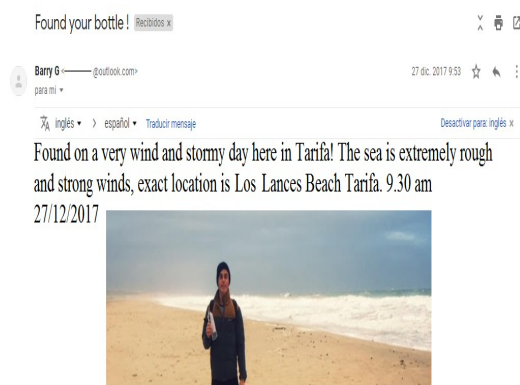 Found your bottle! Recibidos x
Barry G < @outlook.com> 27 dic. 2017 9:53
para mi
inglés > español Traducir mensaje Desactivar para: inglés x
Found on a very wind and stormy day here in Tarifa! The sea is extremely rough
and strong winds, exact location is Los Lances Beach Tarifa. 9.30 am
27/12/2017